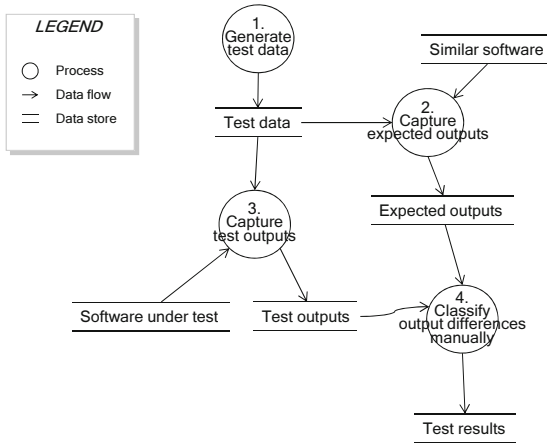 LEGEND
Process
Data flow
Data store
1.
Generate
test data
Similar software
Test data
2.
Capture
expected outputs
3.
Capture
test outputs
Expected outputs
Software under test
Test outputs
4.
Classify
output differences
manually
Test results